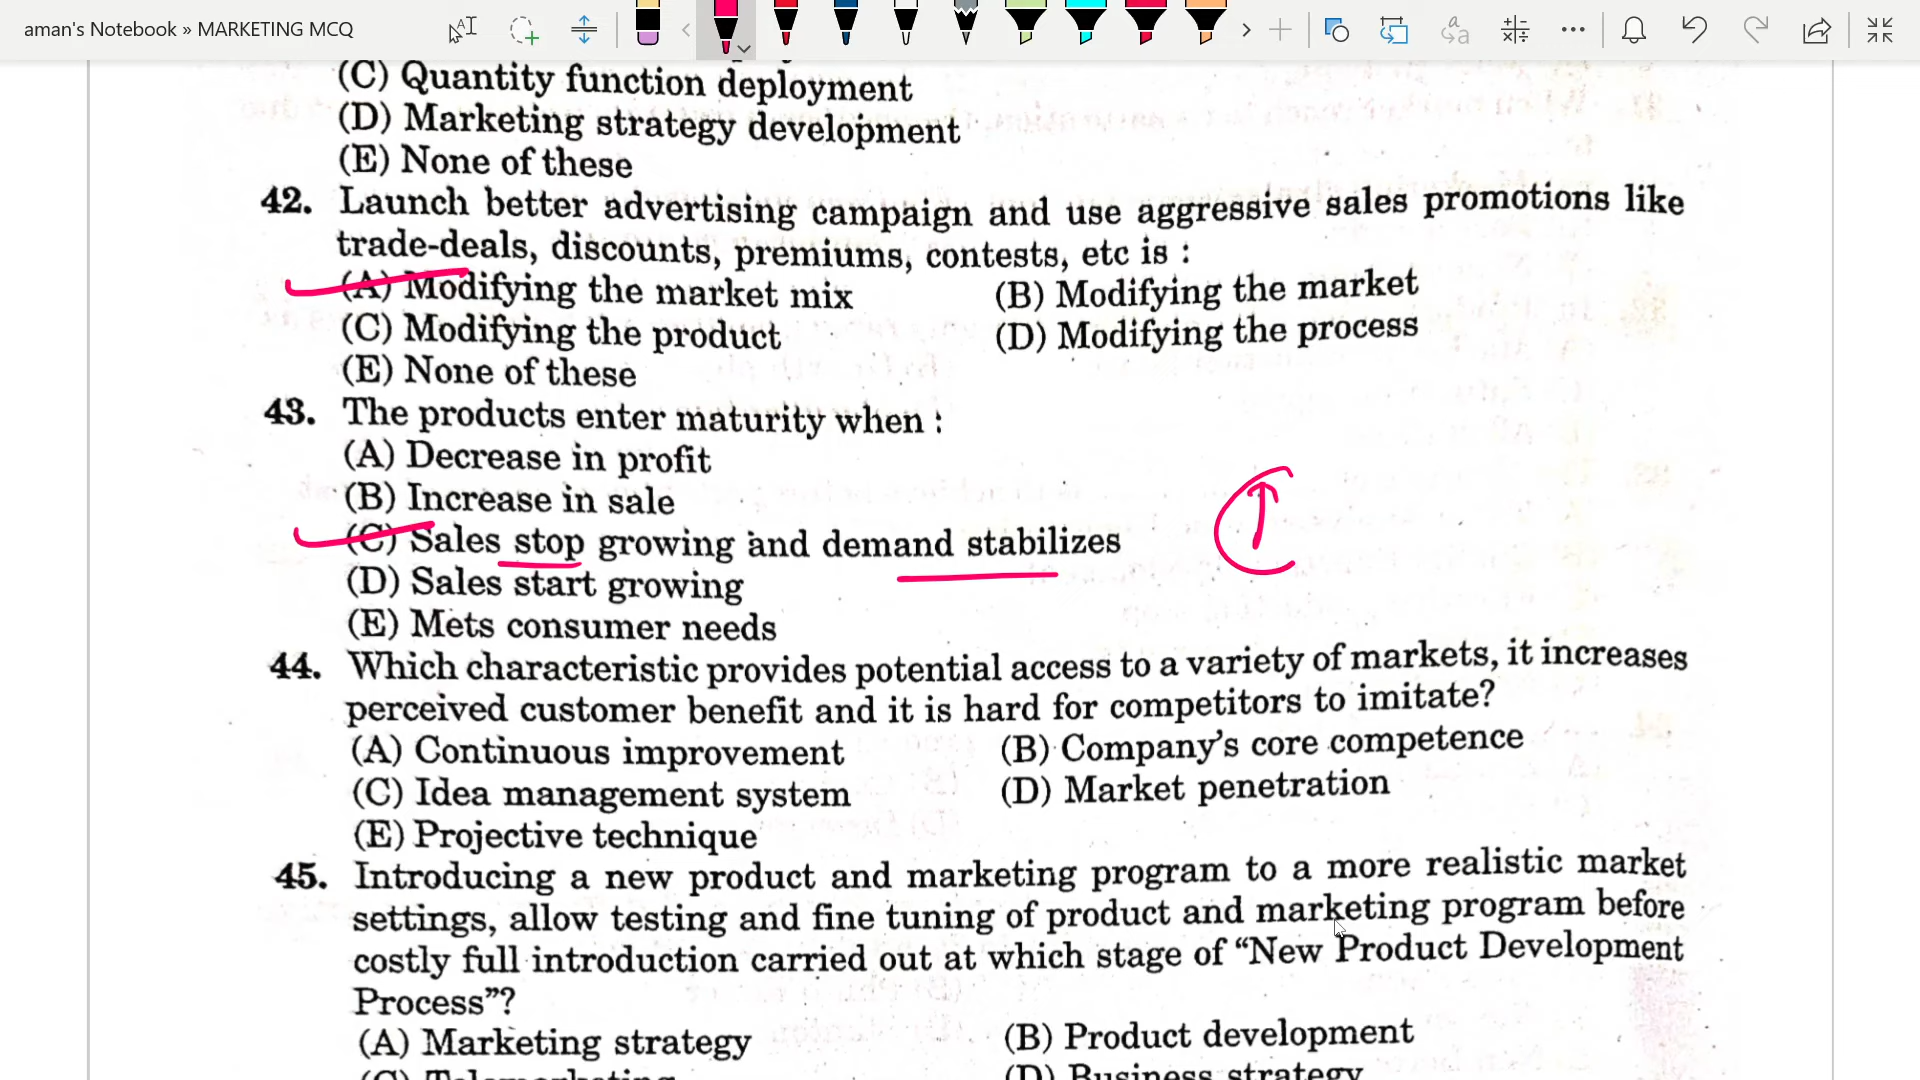 aman's Notebook » MARKETING MCQ
(C) Quantity function deployment
(D) Marketing strategy development
(E) None of these
42. Launch better advertising campaign and use aggressive sales promotions like
trade-deals, discounts, premiums, contests, etc is :
(A) Modifying the market mix (B) Modifying the market
(C) Modifying the product (D) Modifying the process
(E) None of these
43. The products enter maturity when :
(A) Decrease in profit
(B) Increase in sale
(C) Sales stop growing and demand stabilizes
(D) Sales start growing
(E) Mets consumer needs
44. Which characteristic provides potential access to a variety of markets, it increases
perceived customer benefit and it is hard for competitors to imitate?
(A) Continuous improvement (B) Company's core competence
(C) Idea management system (D) Market penetration
(E) Projective technique
45. Introducing a new product and marketing program to a more realistic market
settings, allow testing and fine tuning of product and marketing program before
costly full introduction carried out at which stage of “New Product Development
Process”?
(A) Marketing strategy (B) Product development
(C) Telemarketing (D) Business strategy